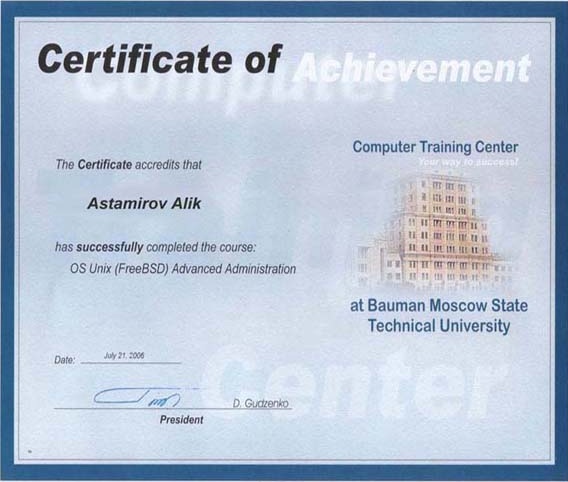 Certificate of Achievement
Computer
Computer Training Center
Your way to success!
The Certificate accredits that
Astamirov Alik
has successfully completed the course:
OS Unix (FreeBSD) Advanced Administration
at Bauman Moscow State
Technical University
Date: July 21, 2006
Center
D. Gudzenko
President